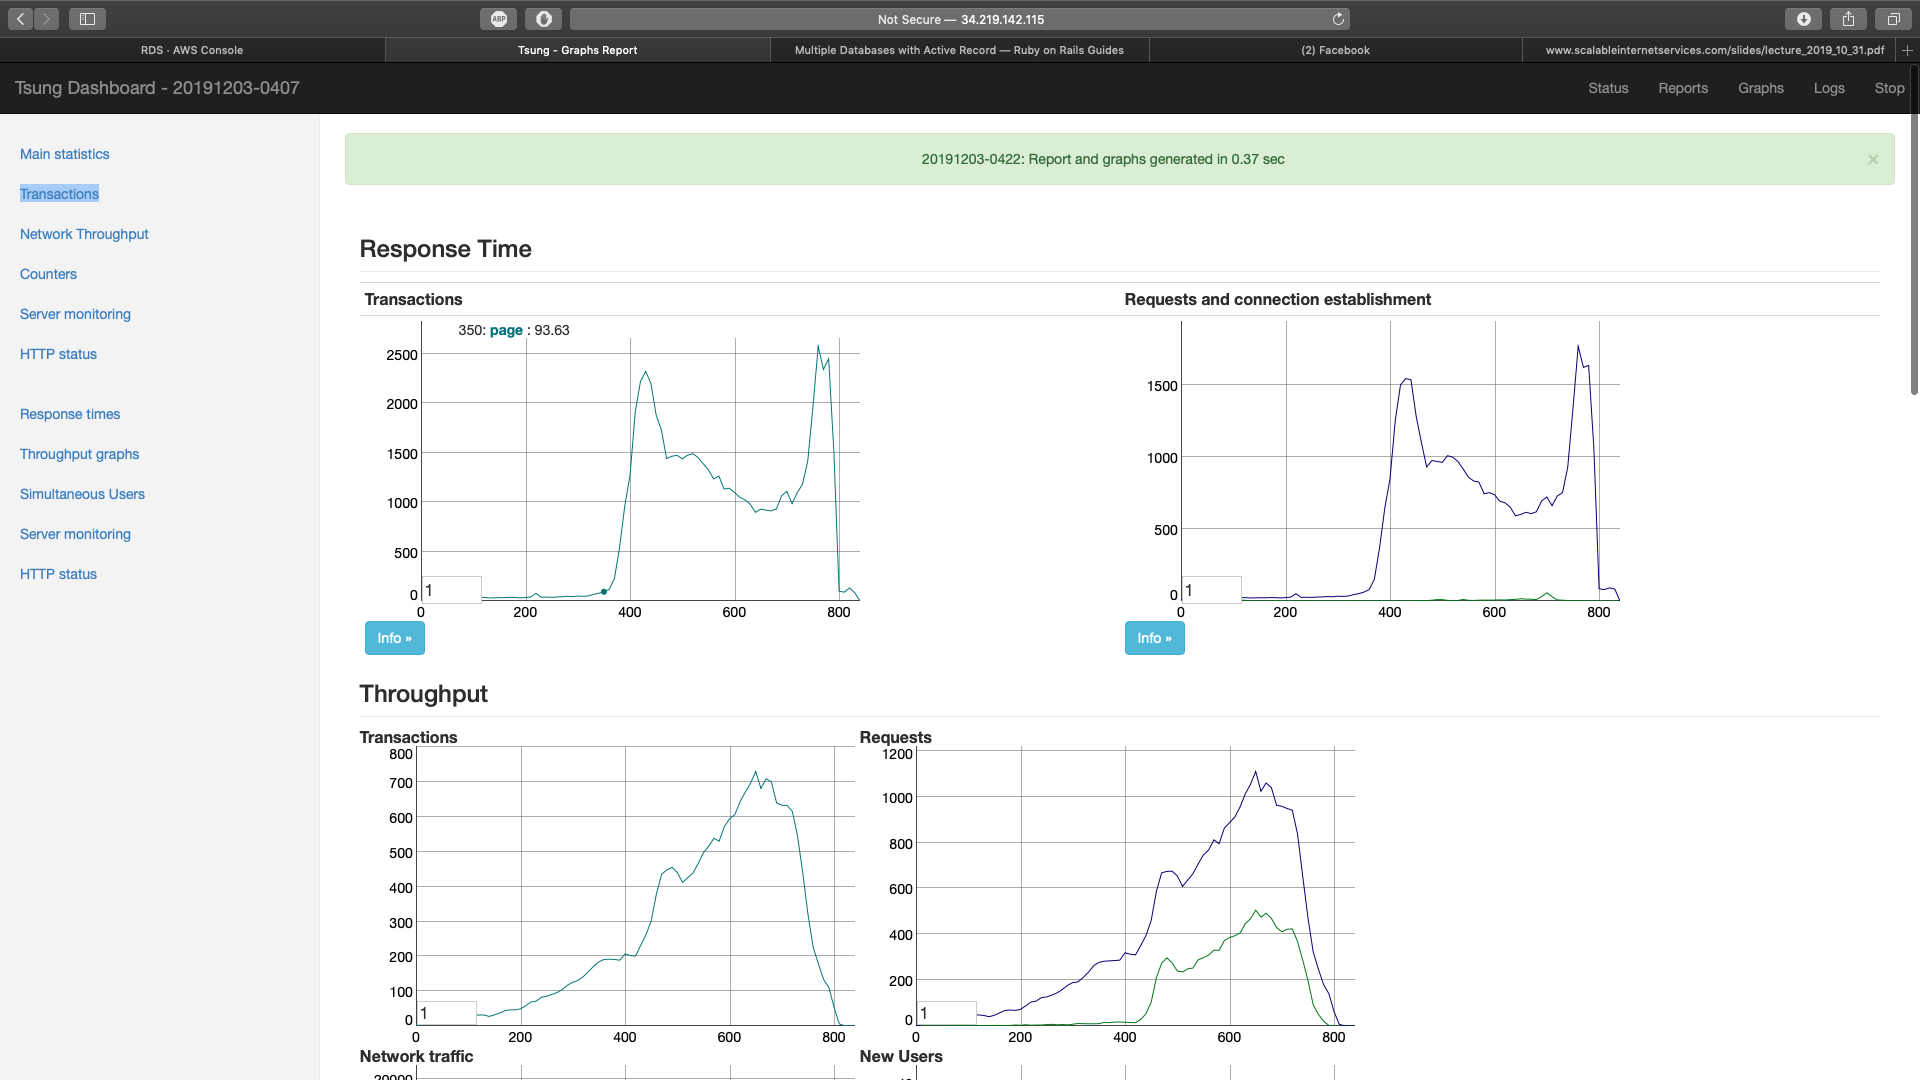 Not Secure — 34.219.142.115
RDS · AWS Console
Tsung - Graphs Report
Multiple Databases with Active Record — Ruby on Rails Guides
(2) Facebook
www.scalableinternetservices.com/slides/lecture_2019_10_31.pdf
ABP
Tsung Dashboard - 20191203-0407
Status
Reports
Graphs
Logs
Stop
Main statistics
Transactions
Network Throughput
Counters
Server monitoring
HTTP status
Response times
Throughput graphs
Simultaneous Users
Server monitoring
HTTP status
20191203-0422: Report and graphs generated in 0.37 sec
×
Response Time
Transactions
350: page : 93.63
2500
2000
1500
1000
500
0
1
0 200 400 600 800
Info »
Requests and connection establishment
1500
1000
500
0
1
0 200 400 600 800
Info »
Throughput
Transactions
800
700
600
500
400
300
200
100
0
1
0 200 400 600 800
Requests
1200
1000
800
600
400
200
0
1
0 200 400 600 800
Network traffic
20000
New Users